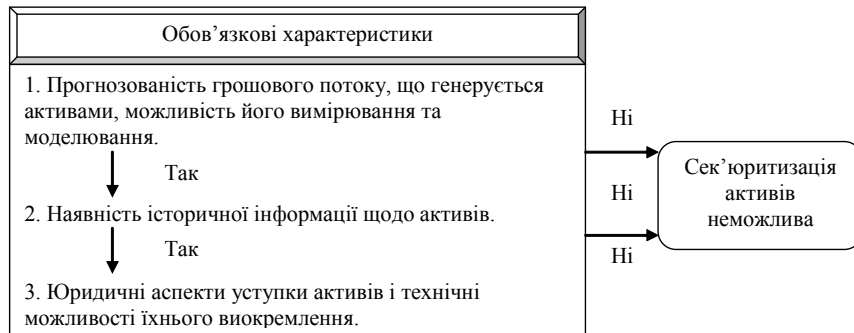 Обов’язкові характеристики
1. Прогнозованість грошового потоку, що генерується
активами, можливість його вимірювання та
моделювання.
Так
2. Наявність історичної інформації щодо активів.
Так
3. Юридичні аспекти уступки активів і технічні
можливості їхнього виокремлення.
Ні
Ні
Ні
Сек’юритизація
активів
неможлива